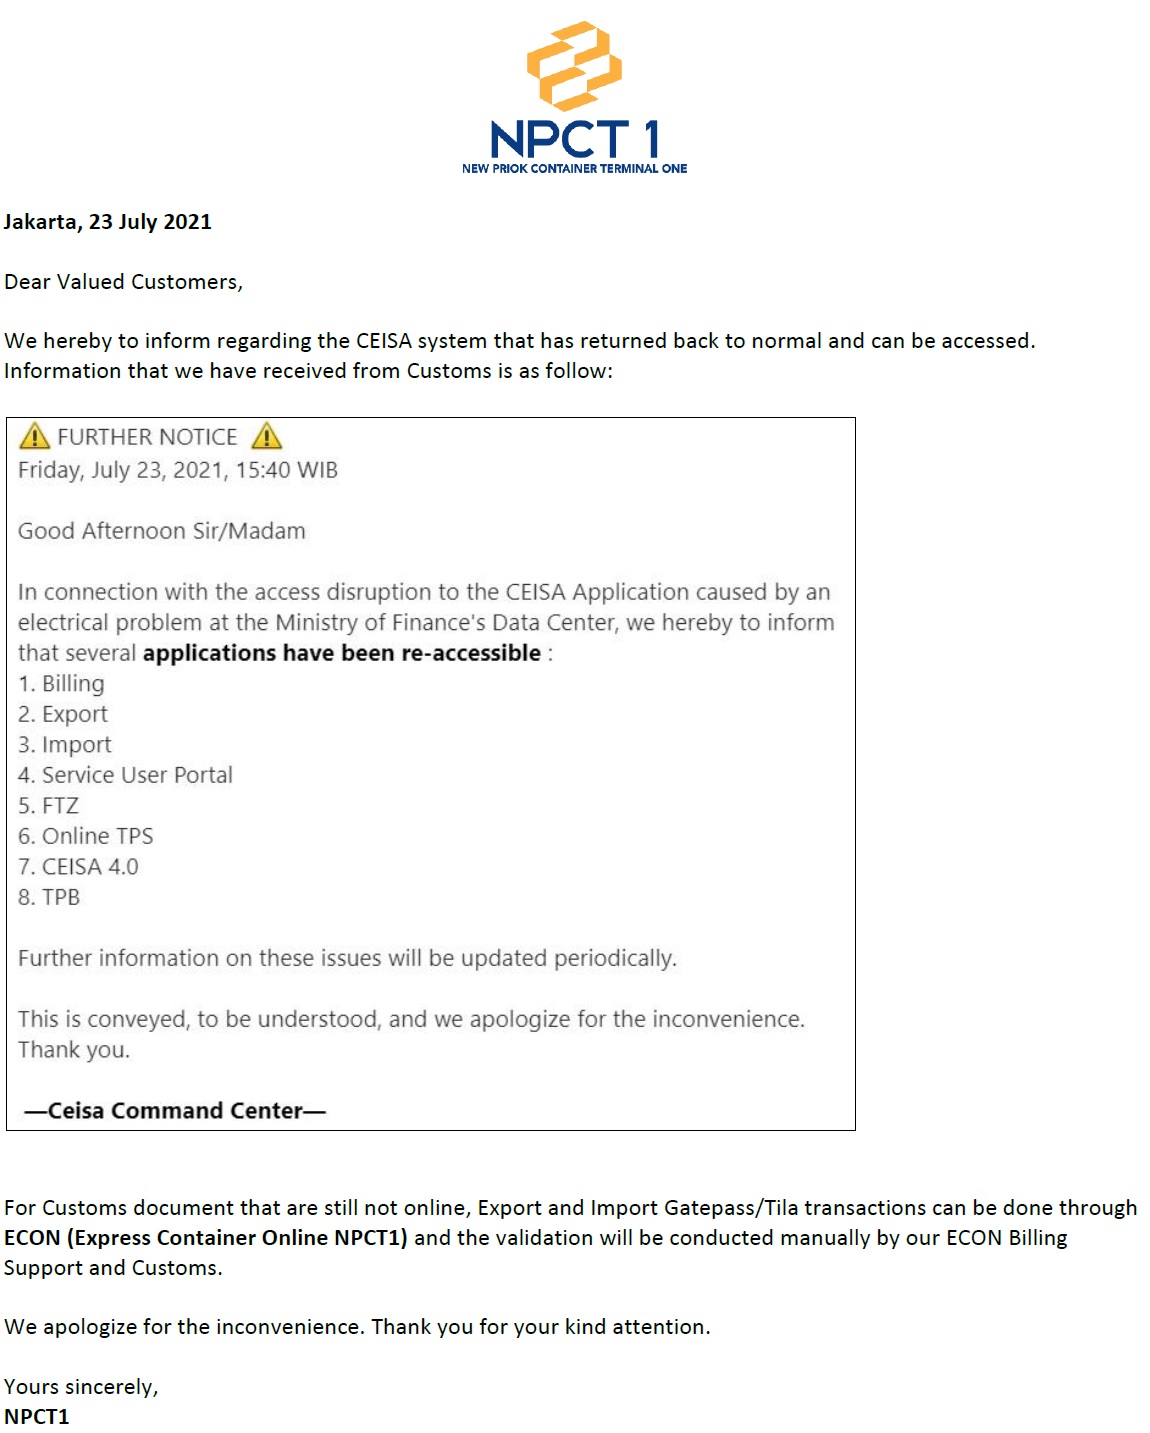 NPCT 1
NEW PRIOK CONTAINER TERMINAL ONE
Jakarta, 23 July 2021
Dear Valued Customers,
We hereby to inform regarding the CEISA system that has returned back to normal and can be accessed.
Information that we have received from Customs is as follow:
FURTHER NOTICE
Friday, July 23, 2021, 15:40 WIB
Good Afternoon Sir/Madam
In connection with the access disruption to the CEISA Application caused by an
electrical problem at the Ministry of Finance's Data Center, we hereby to inform
that several applications have been re-accessible :
1. Billing
2. Export
3. Import
4. Service User Portal
5. FTZ
6. Online TPS
7. CEISA 4.0
8. TPB
Further information on these issues will be updated periodically.
This is conveyed, to be understood, and we apologize for the inconvenience.
Thank you.
—Ceisa Command Center—
For Customs document that are still not online, Export and Import Gatepass/Tila transactions can be done through
ECON (Express Container Online NPCT1) and the validation will be conducted manually by our ECON Billing
Support and Customs.
We apologize for the inconvenience. Thank you for your kind attention.
Yours sincerely,
NPCT1